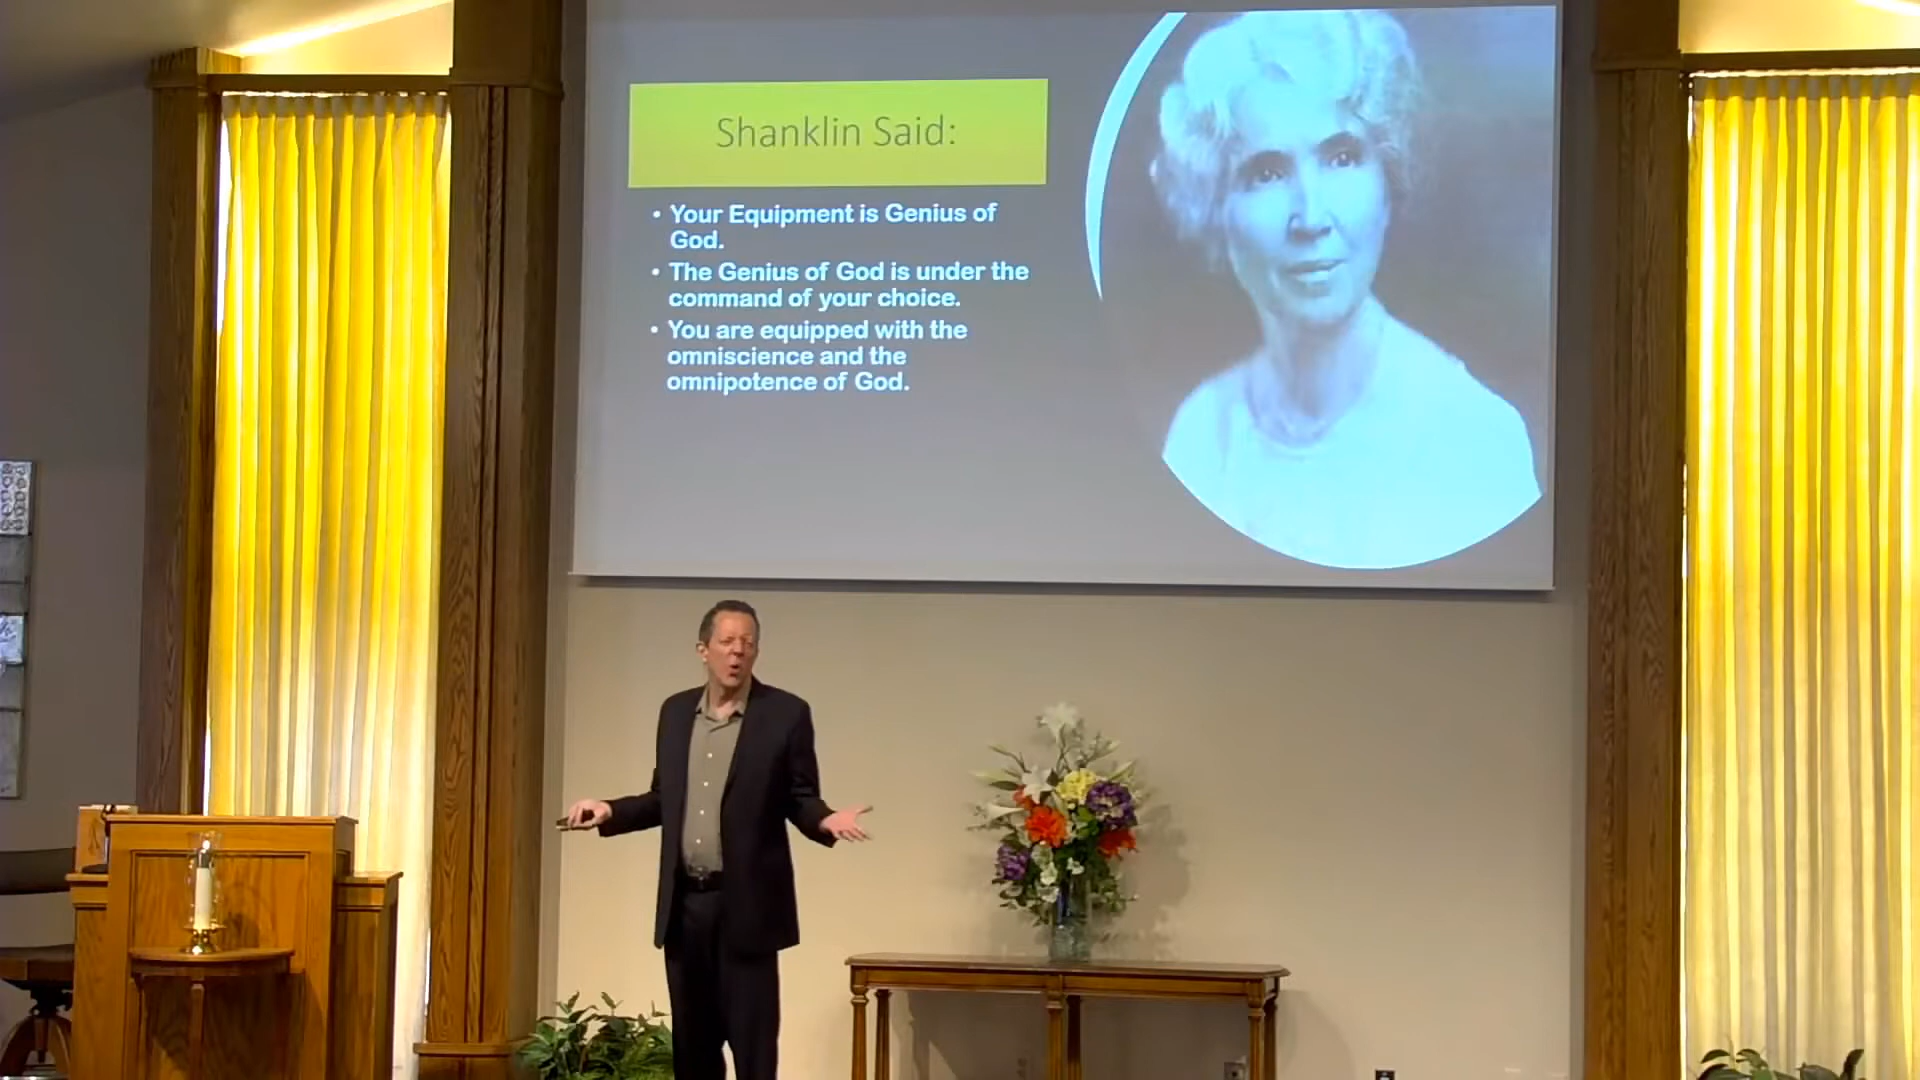 Shanklin Said:
• Your Equipment is Genius of
God.
• The Genius of God is under the
command of your choice.
• You are equipped with the
omniscience and the
omnipotence of God.